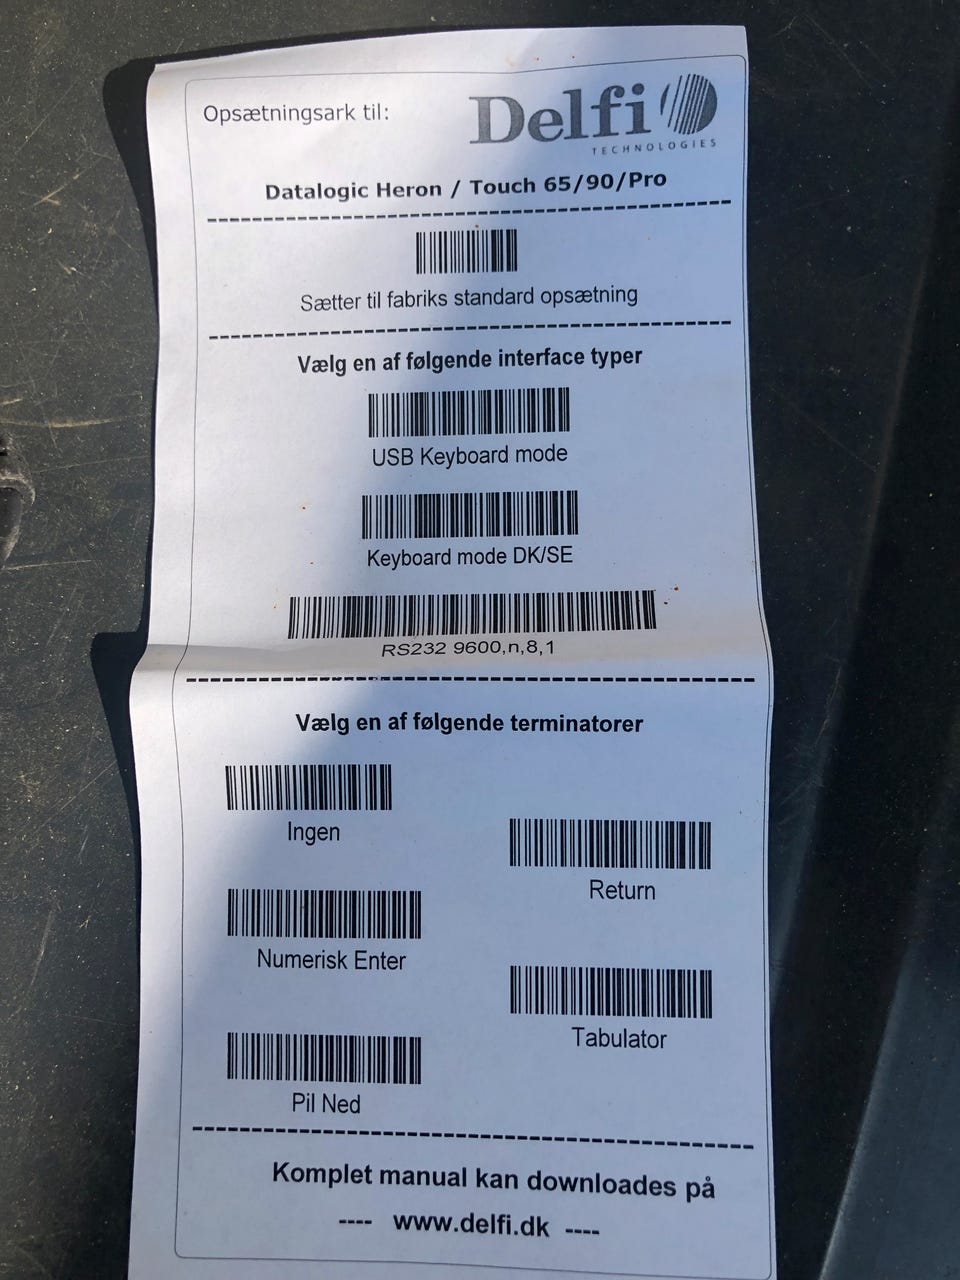 Opsætningsark til:
Delfi
TECHNOLOGIES
Datalogic Heron / Touch 65/90/Pro
Sætter til fabriks standard opsætning
Vælg en af følgende interface typer
USB Keyboard mode
Keyboard mode DK/SE
RS232 9600,n,8,1
Vælg en af følgende terminatorer
Ingen
Return
Numerisk Enter
Tabulator
Pil Ned
Komplet manual kan downloades på
---- www.delfi.dk ----